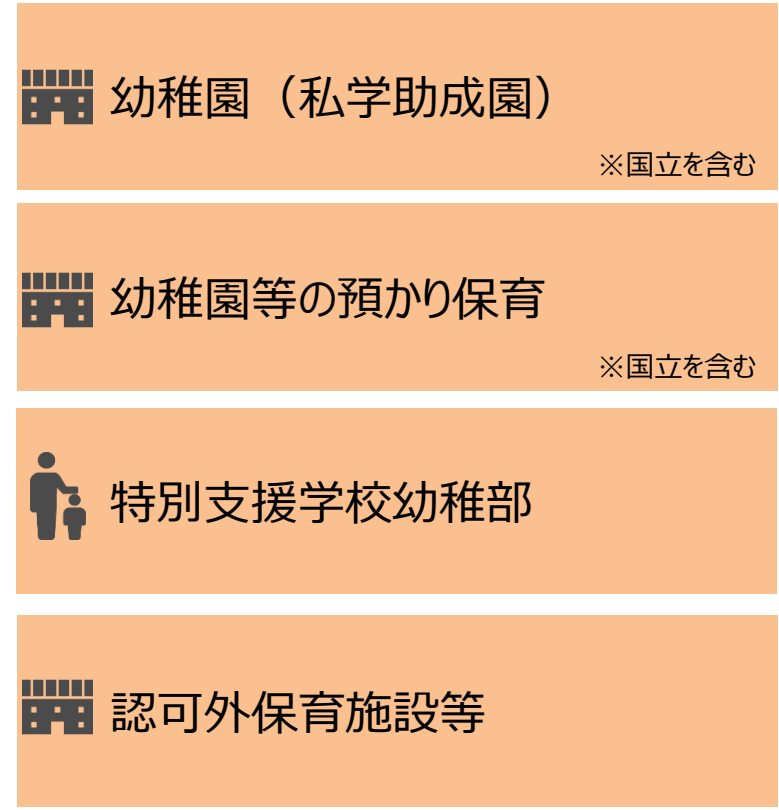 幼稚園（私学助成園）
※国立を含む
幼稚園等の預かり保育
※国立を含む
特別支援学校幼稚部
認可外保育施設等